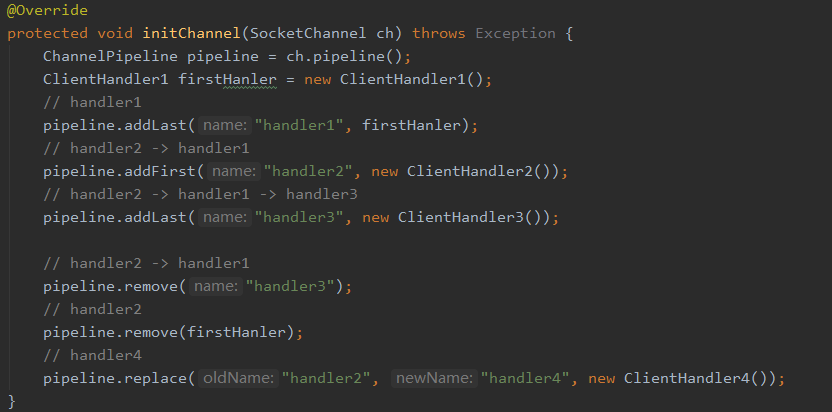 @Override
protected void initChannel(SocketChannel ch) throws Exception {
    ChannelPipeline pipeline = ch.pipeline();
    ClientHandler1 firstHanler = new ClientHandler1();
    // handler1
    pipeline.addLast( name: "handler1", firstHanler);
    // handler2 -> handler1
    pipeline.addFirst( name: "handler2", new ClientHandler2());
    // handler2 -> handler1 -> handler3
    pipeline.addLast( name: "handler3", new ClientHandler3());

    // handler2 -> handler1
    pipeline.remove( name: "handler3");
    // handler2
    pipeline.remove(firstHanler);
    // handler4
    pipeline.replace( oldName: "handler2", newName: "handler4", new ClientHandler4());
}